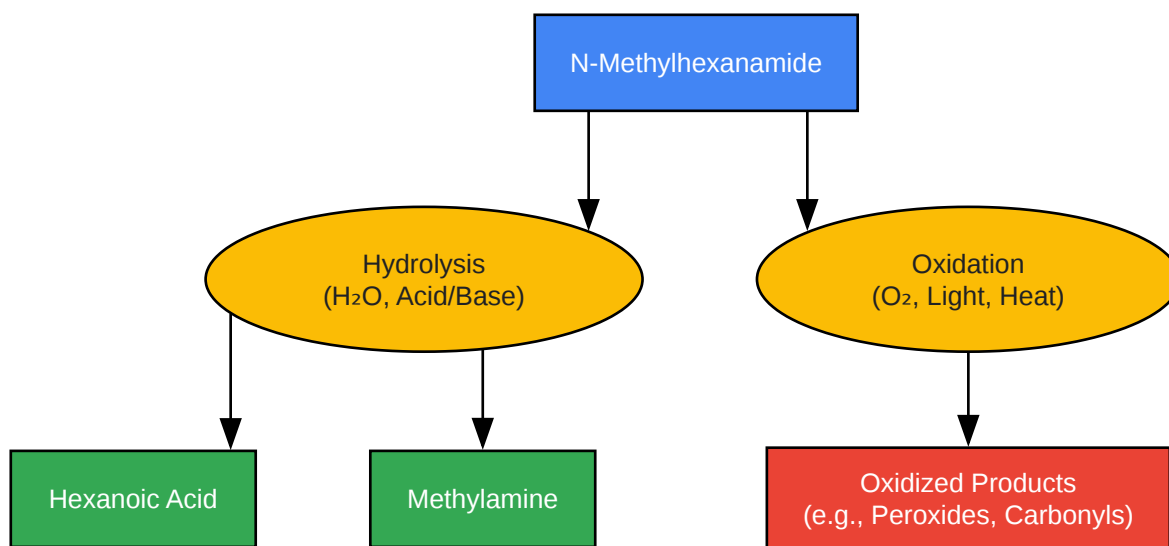 N-Methylhexanamide
Hydrolysis
(H₂O, Acid/Base)
Oxidation
(O₂, Light, Heat)
Hexanoic Acid
Methylamine
Oxidized Products
(e.g., Peroxides, Carbonyls)